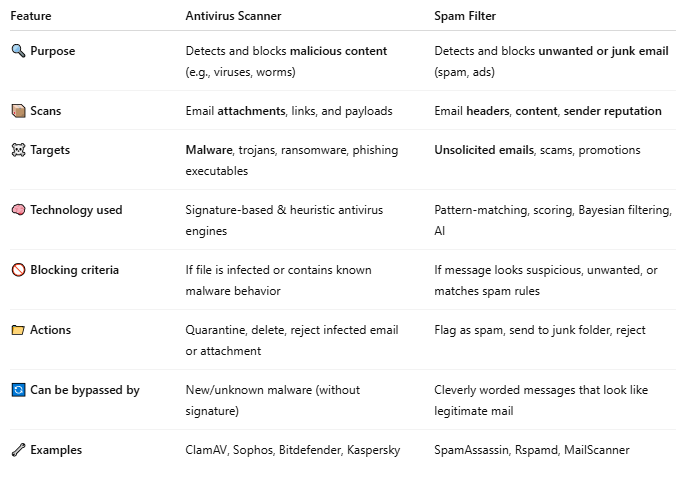 Feature Antivirus Scanner Spam Filter
Purpose Detects and blocks malicious content Detects and blocks unwanted or junk email
(e.g., viruses, worms) (spam, ads)
Scans Email attachments, links, and payloads Email headers, content, sender reputation
Targets Malware, trojans, ransomware, phishing Unsolicited emails, scams, promotions
executables
Technology used Signature-based & heuristic antivirus Pattern-matching, scoring, Bayesian filtering,
engines AI
Blocking criteria If file is infected or contains known If message looks suspicious, unwanted, or
malware behavior matches spam rules
Actions Quarantine, delete, reject infected email Flag as spam, send to junk folder, reject
or attachment
Can be bypassed by New/unknown malware (without Cleverly worded messages that look like
signature) legitimate mail
Examples ClamAV, Sophos, Bitdefender, Kaspersky SpamAssassin, Rspamd, MailScanner